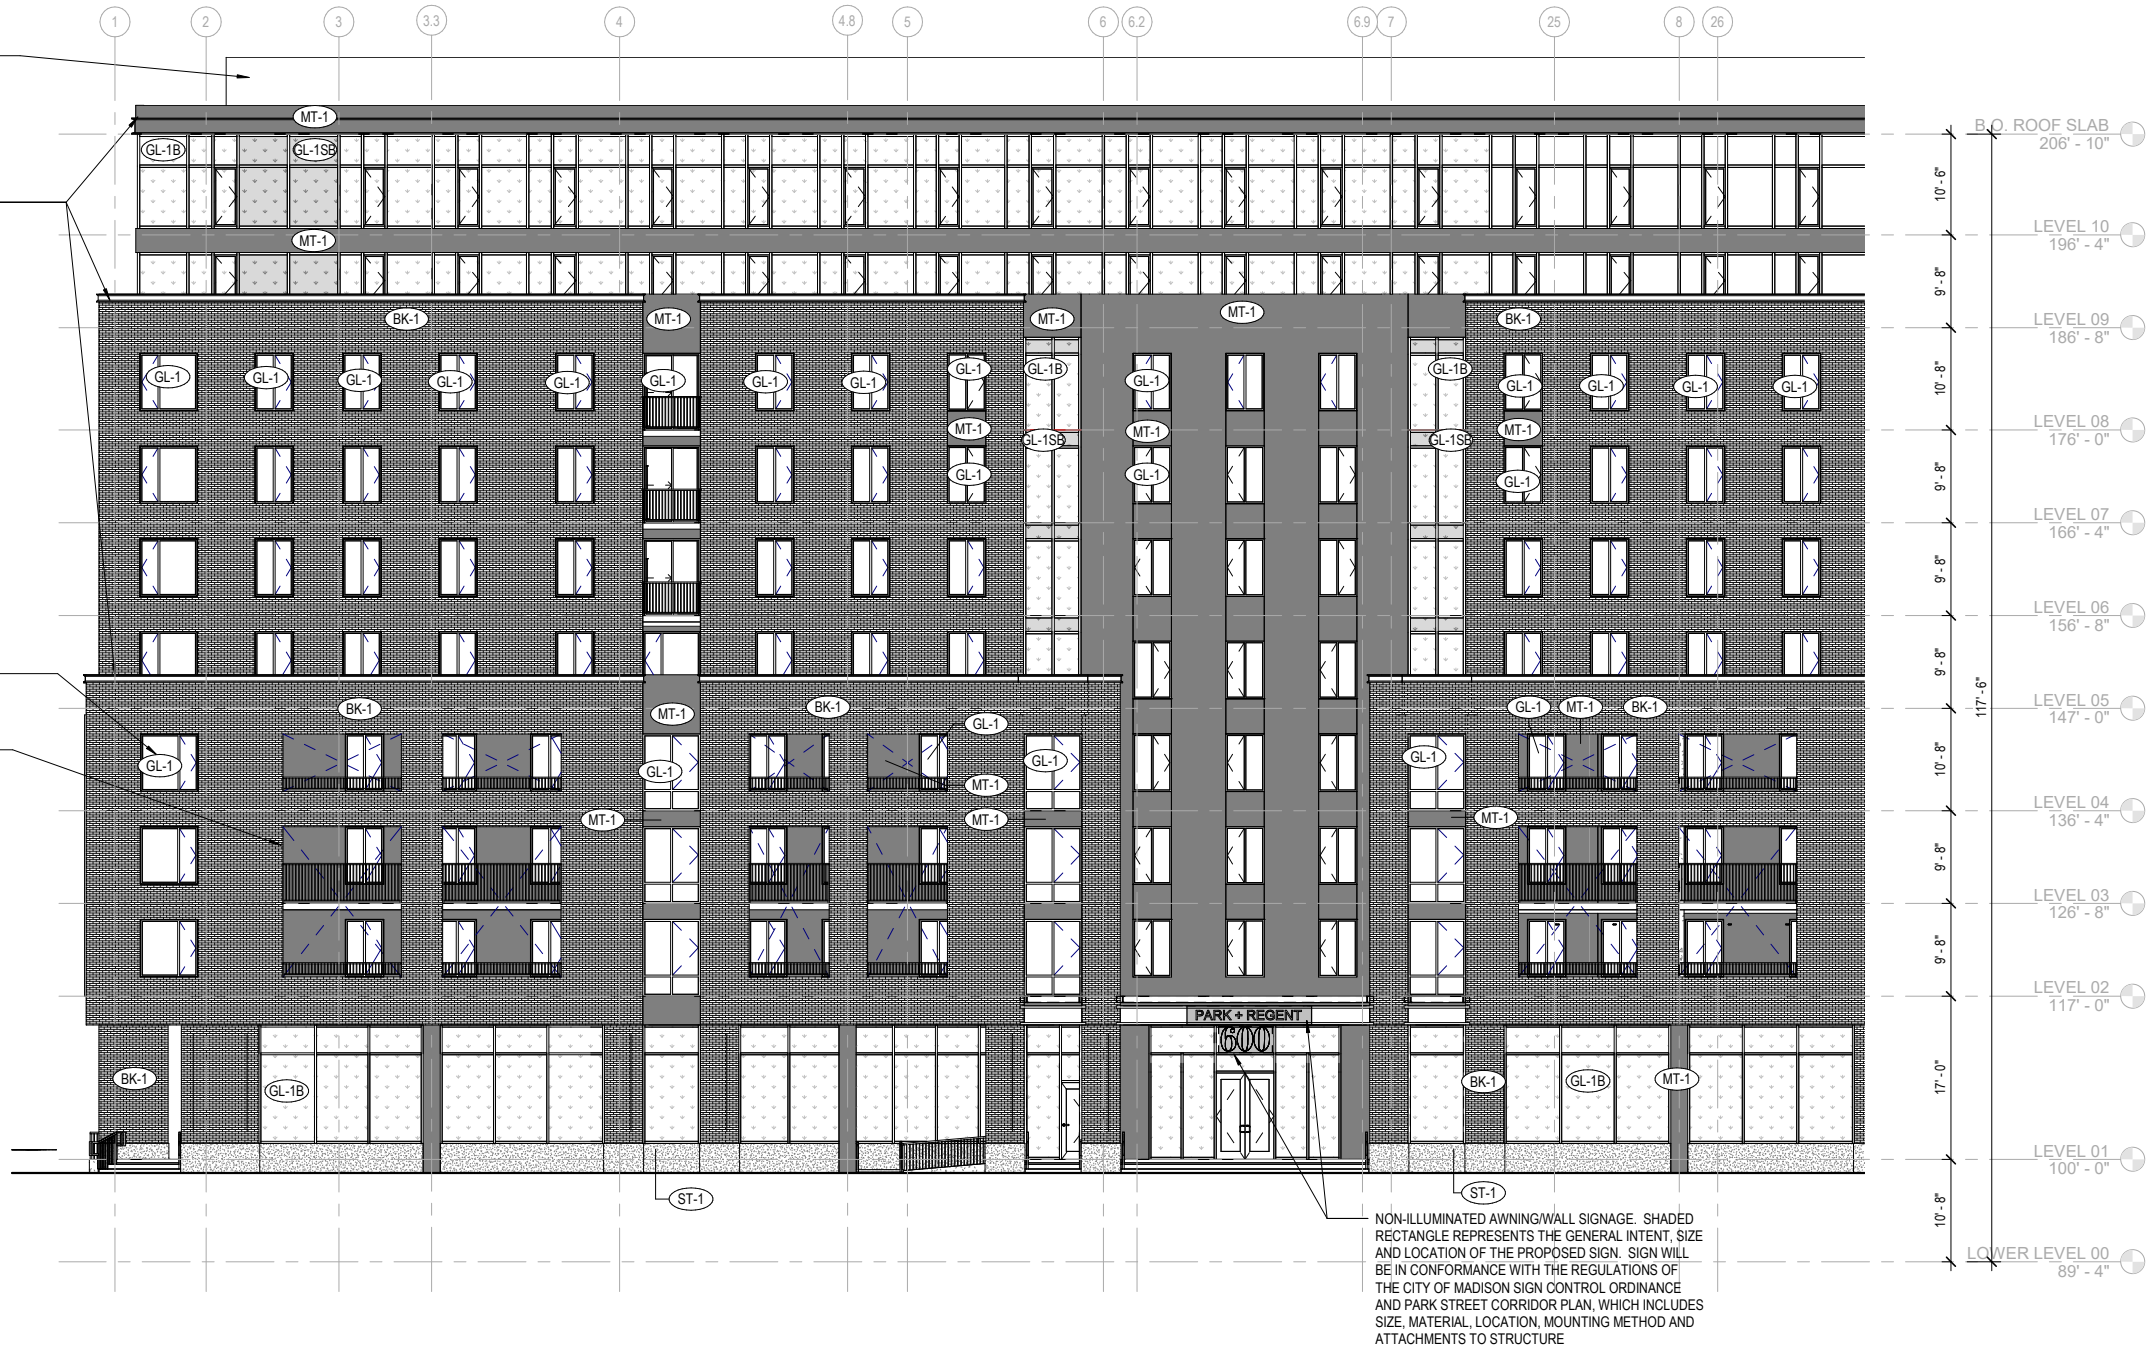 1 2 3 3.3 4 4.8 5 6 6.2 6.9 7 25 8 26
MT-1
B.O. ROOF SLAB
206' - 10"
GL-1B GL-1SB
10' - 6"
LEVEL 10
196' - 4"
MT-1
9' - 8"
BK-1 MT-1 MT-1 MT-1 BK-1
LEVEL 09
186' - 8"
GL-1 GL-1 GL-1 GL-1 GL-1 GL-1 GL-1 GL-1 GL-1 GL-1B GL-1 GL-1B GL-1 GL-1 GL-1 GL-1
10' - 8"
MT-1 GL-1SB MT-1 GL-1SB MT-1
LEVEL 08
176' - 0"
GL-1 GL-1 GL-1
9' - 8"
LEVEL 07
166' - 4"
9' - 8"
LEVEL 06
156' - 8"
9' - 8"
117' - 6"
BK-1 MT-1 BK-1 GL-1 GL-1 MT-1 BK-1
LEVEL 05
147' - 0"
GL-1 GL-1 MT-1 GL-1 GL-1
10' - 8"
MT-1 MT-1 MT-1
LEVEL 04
136' - 4"
9' - 8"
LEVEL 03
126' - 8"
9' - 8"
LEVEL 02
117' - 0"
PARK + REGENT
600
BK-1 GL-1B BK-1 GL-1B MT-1
17' - 0"
LEVEL 01
100' - 0"
ST-1 ST-1
10' - 8"
LOWER LEVEL 00
89' - 4"
NON-ILLUMINATED AWNING/WALL SIGNAGE. SHADED
RECTANGLE REPRESENTS THE GENERAL INTENT, SIZE
AND LOCATION OF THE PROPOSED SIGN. SIGN WILL
BE IN CONFORMANCE WITH THE REGULATIONS OF
THE CITY OF MADISON SIGN CONTROL ORDINANCE
AND PARK STREET CORRIDOR PLAN, WHICH INCLUDES
SIZE, MATERIAL, LOCATION, MOUNTING METHOD AND
ATTACHMENTS TO STRUCTURE